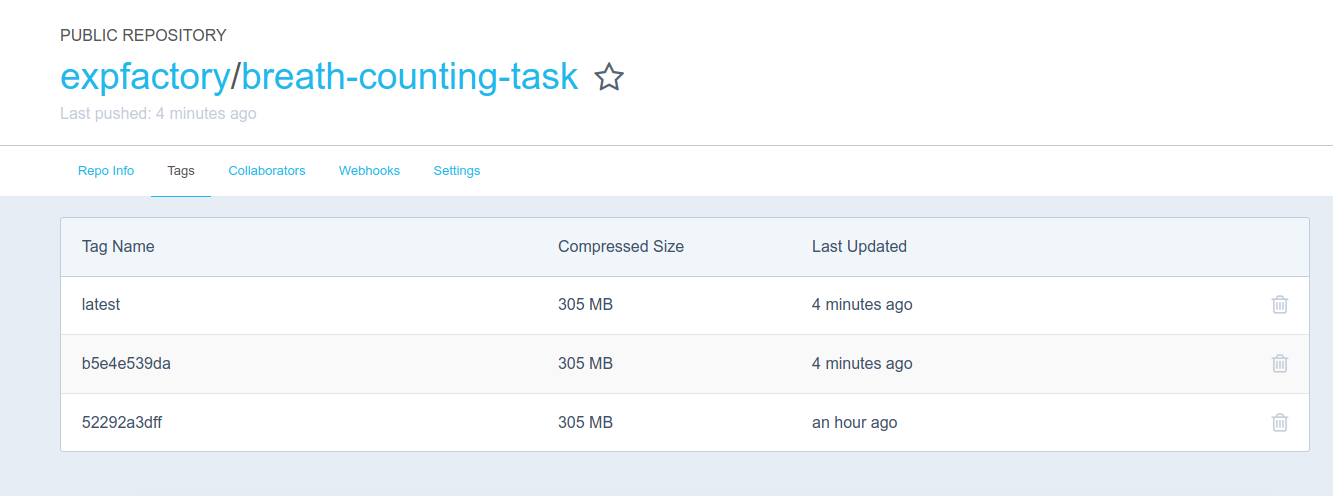 PUBLIC REPOSITORY
expfactory/breath-counting-task
Last pushed: 4 minutes ago
Repo Info Tags Collaborators Webhooks Settings
Tag Name Compressed Size Last Updated
latest 305 MB 4 minutes ago
b5e4e539da 305 MB 4 minutes ago
52292a3dff 305 MB an hour ago